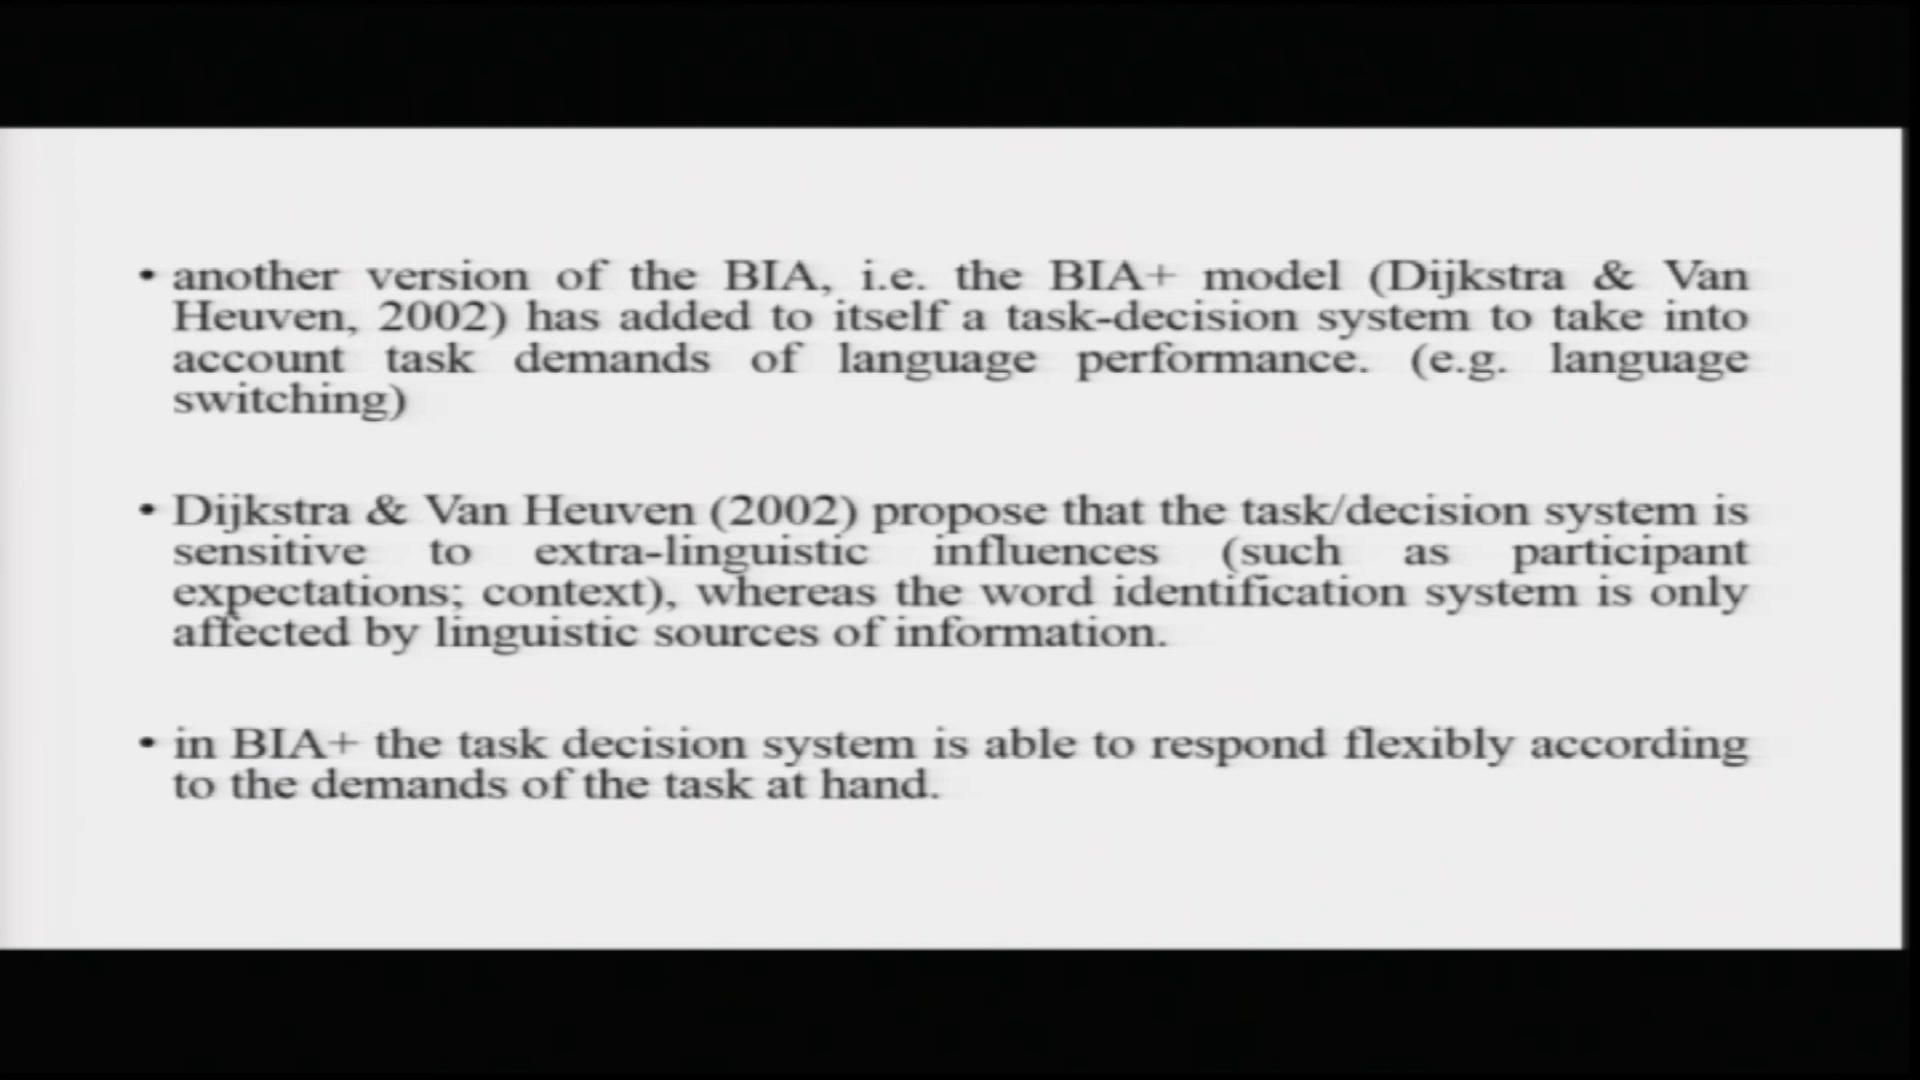 • another version of the BIA, i.e. the BIA+ model (Dijkstra & Van
Heuven, 2002) has added to itself a task-decision system to take into
account task demands of language performance. (e.g. language
switching)
• Dijkstra & Van Heuven (2002) propose that the task/decision system is
sensitive to extra-linguistic influences (such as participant
expectations; context), whereas the word identification system is only
affected by linguistic sources of information.
• in BIA+ the task decision system is able to respond flexibly according
to the demands of the task at hand.